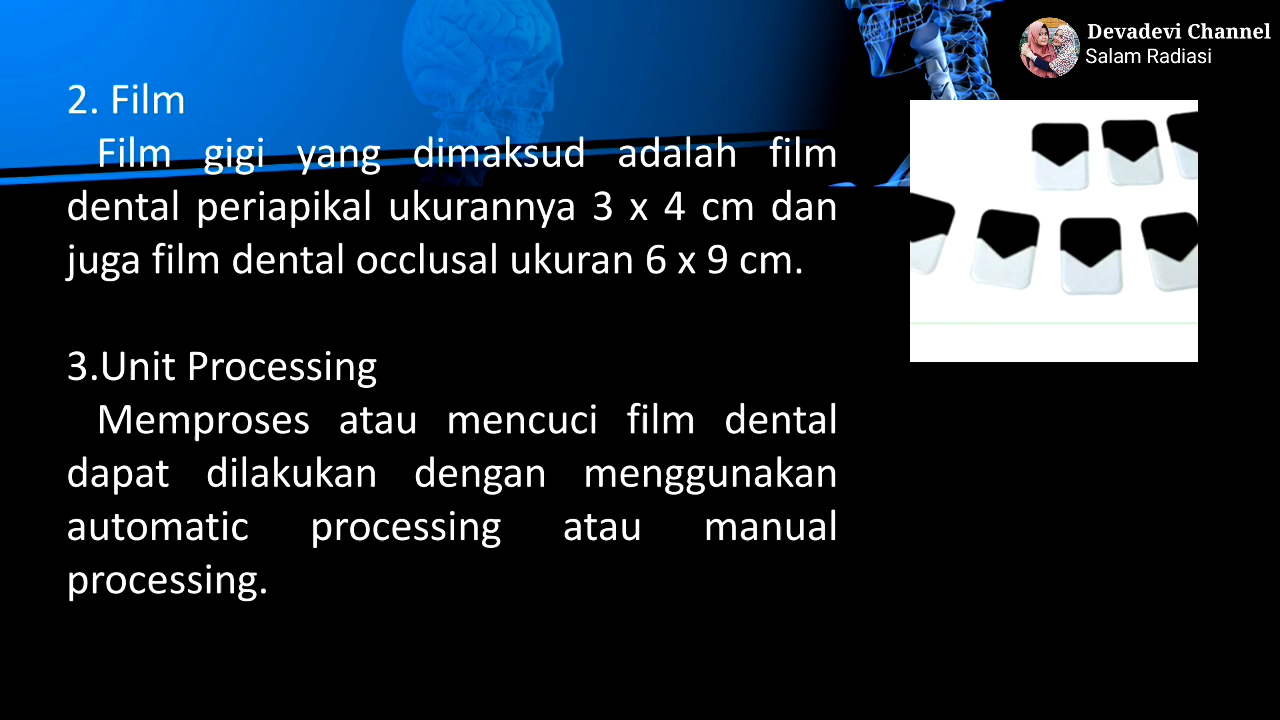 Devadevi Channel
Salam Radiasi
2. Film
Film gigi yang dimaksud adalah film
dental periapikal ukurannya 3 x 4 cm dan
juga film dental occlusal ukuran 6 x 9 cm.
3.Unit Processing
Memproses atau mencuci film dental
dapat dilakukan dengan menggunakan
automatic processing atau manual
processing.